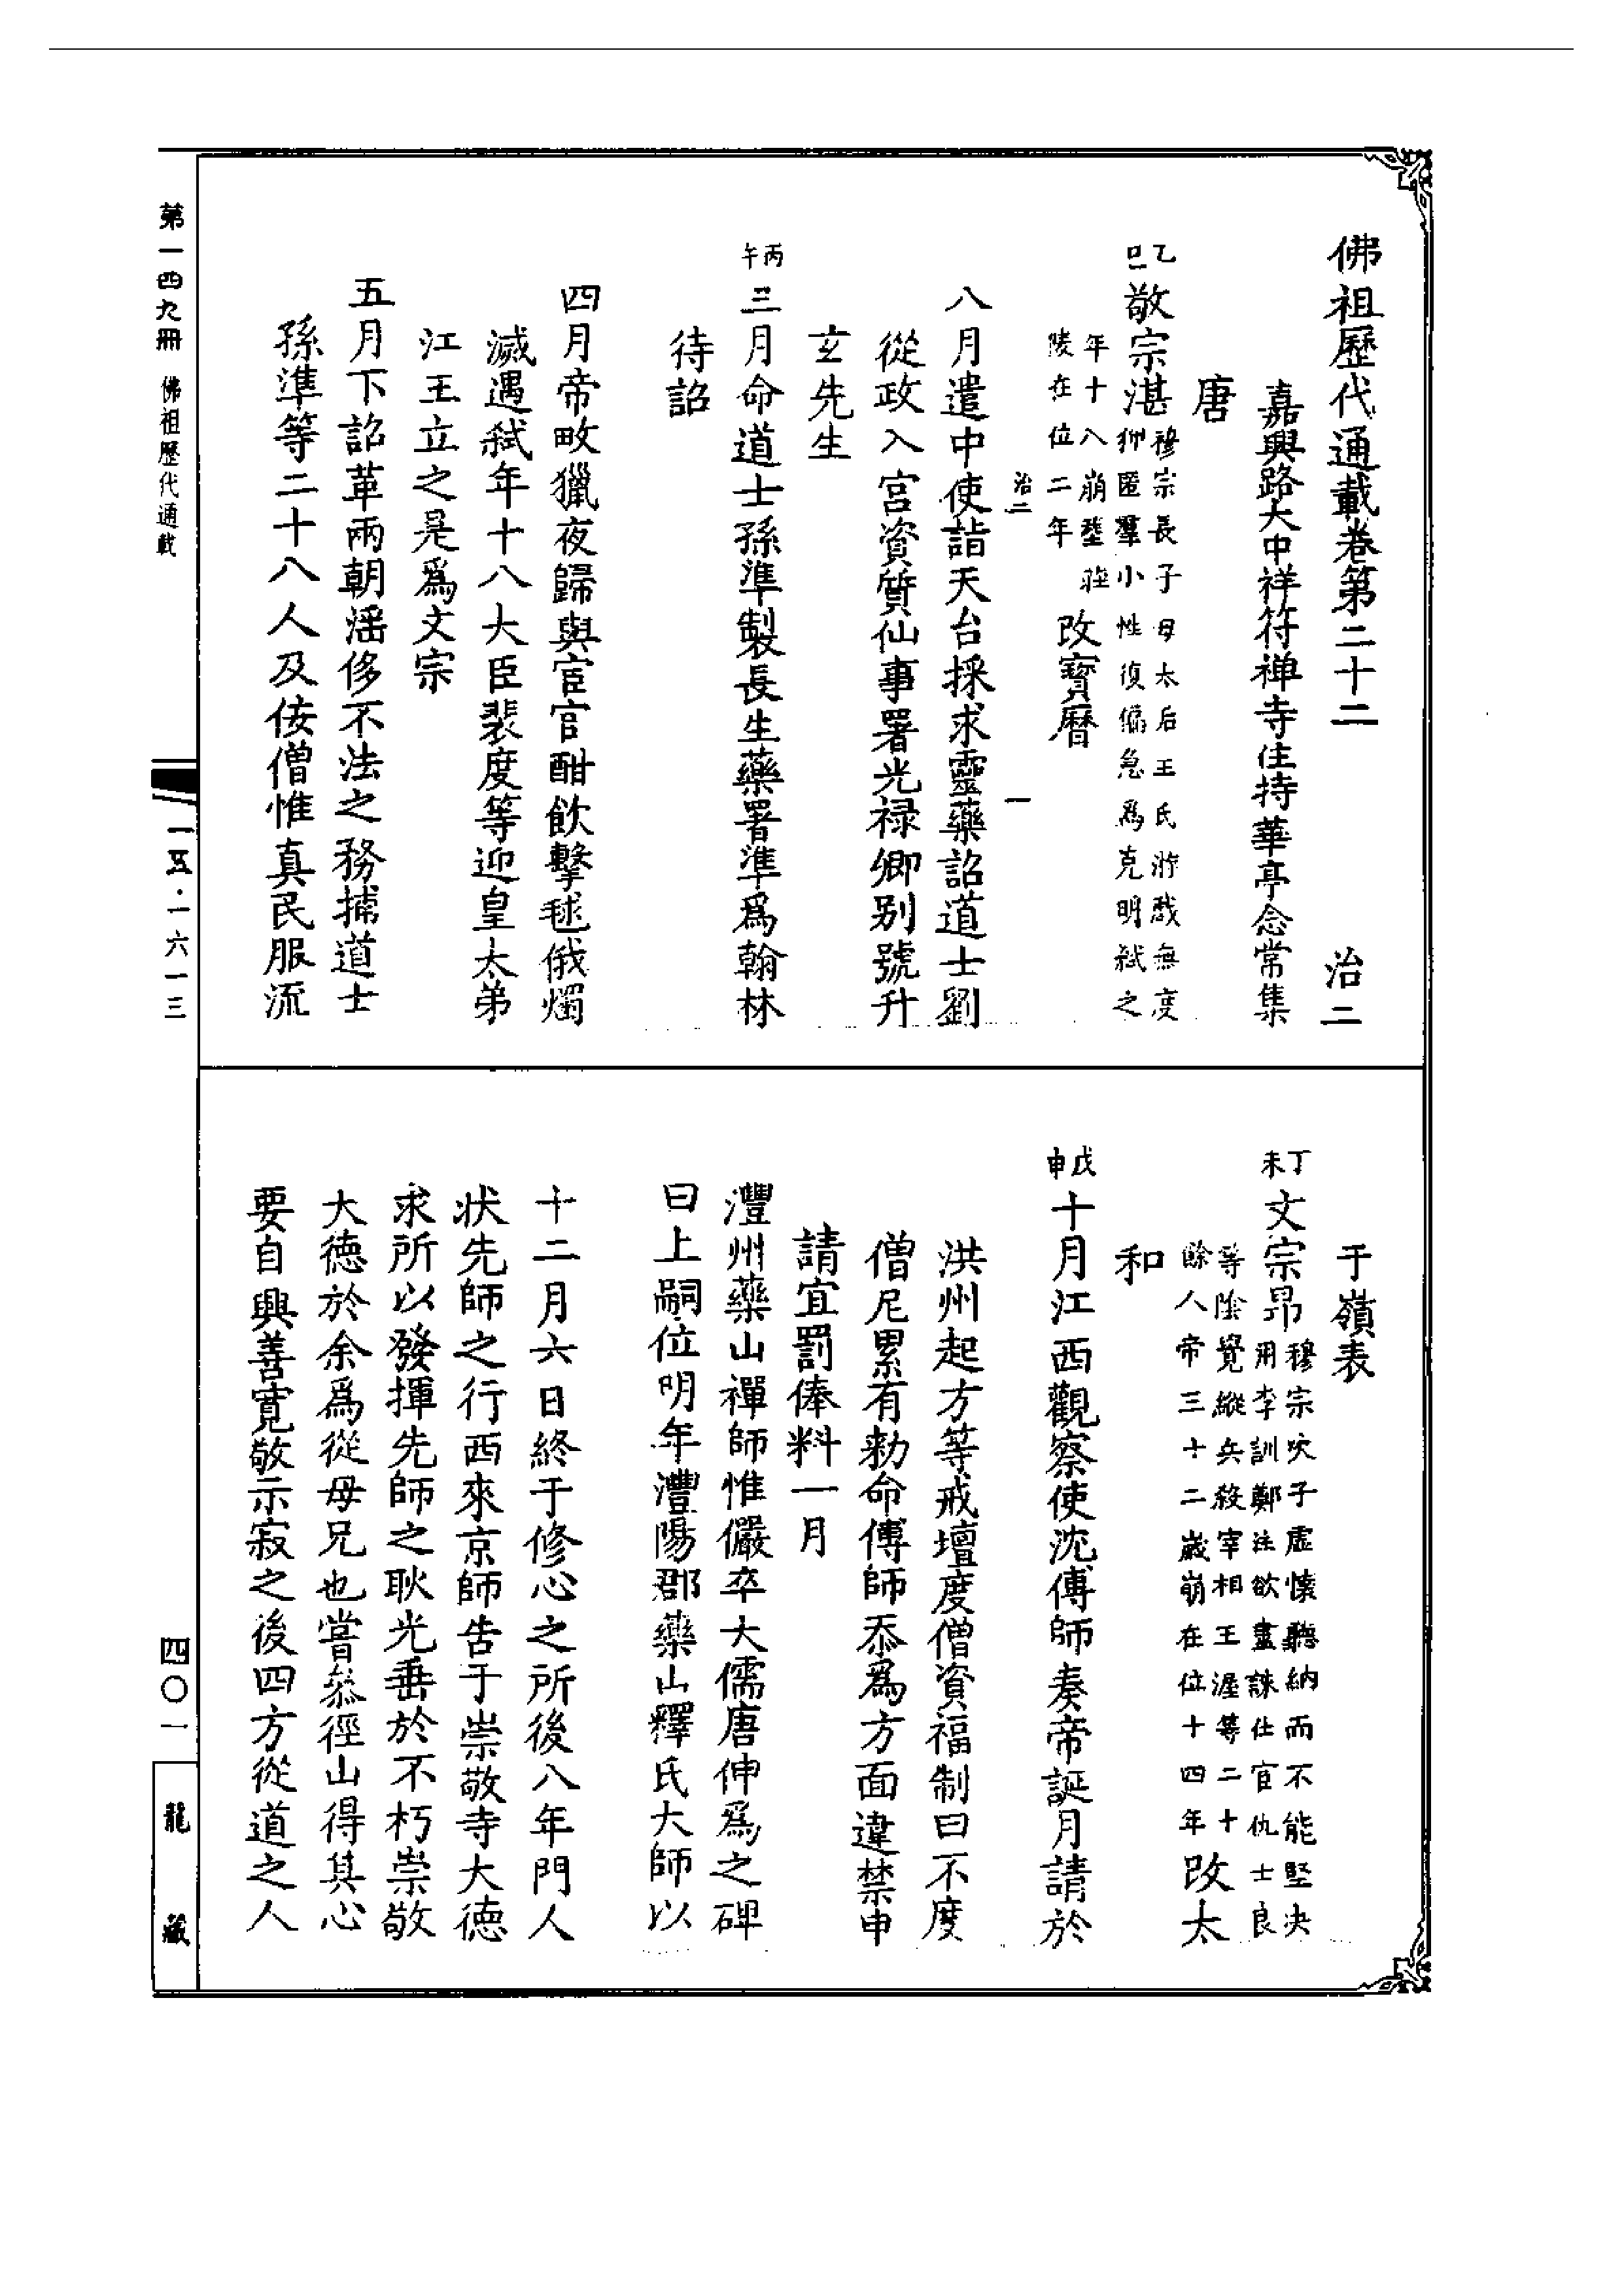 佛祖歷代通載卷第二十二　治二
嘉興路大中祥符禅寺住持華亭念常集
唐
乙巳敬宗湛穆宗長子母太后王氏游戲無度
狎匿羣小性復偏急爲克明弑之
年十八崩塟莊
陵在位二年改寶曆
治二　一
八月遣中使詣天台採求靈藥詔道士劉
從政入宮資質仙事署光禄卿别號升
玄先生
丙午三月命道士孫準製長生藥署準爲翰林
待詔
四月帝畋獵夜歸與宦官酣飲擊毬俄燭
滅遇弑年十八大臣裴度等迎皇太弟
江王立之是爲文宗
五月下詔革兩朝滛侈不法之務捕道士
孫準等二十八人及侫僧惟真民服流
于嶺表
丁未文宗昂穆宗次子虛懷聽納而不能堅决
用李訓鄭注欲盡誅仕官仇士良
等陰覺縱兵殺宰相王渥等二十
餘人帝三十二歲崩在位十四年改太
和
戊申十月江西觀察使沈傳師奏帝誕月請於
洪州起方等戒壇度僧資福制曰不度
僧尼累有勑命傳師忝爲方面違禁申
請宜罰俸料一月
澧州藥山禪師惟儼卒大儒唐伸爲之碑
曰上嗣位明年澧陽郡藥山釋氏大師以
十二月六日終于修心之所後八年門人
狀先師之行西來京師告于崇敬寺大德
求所以發揮先師之耿光垂於不朽崇敬
大德於余爲從母兄也嘗叅徑山得其心
要自興善寬敬示寂之後四方從道之人
第一四九冊　佛祖歷代通載
一五·一六一三
四〇一
龍藏